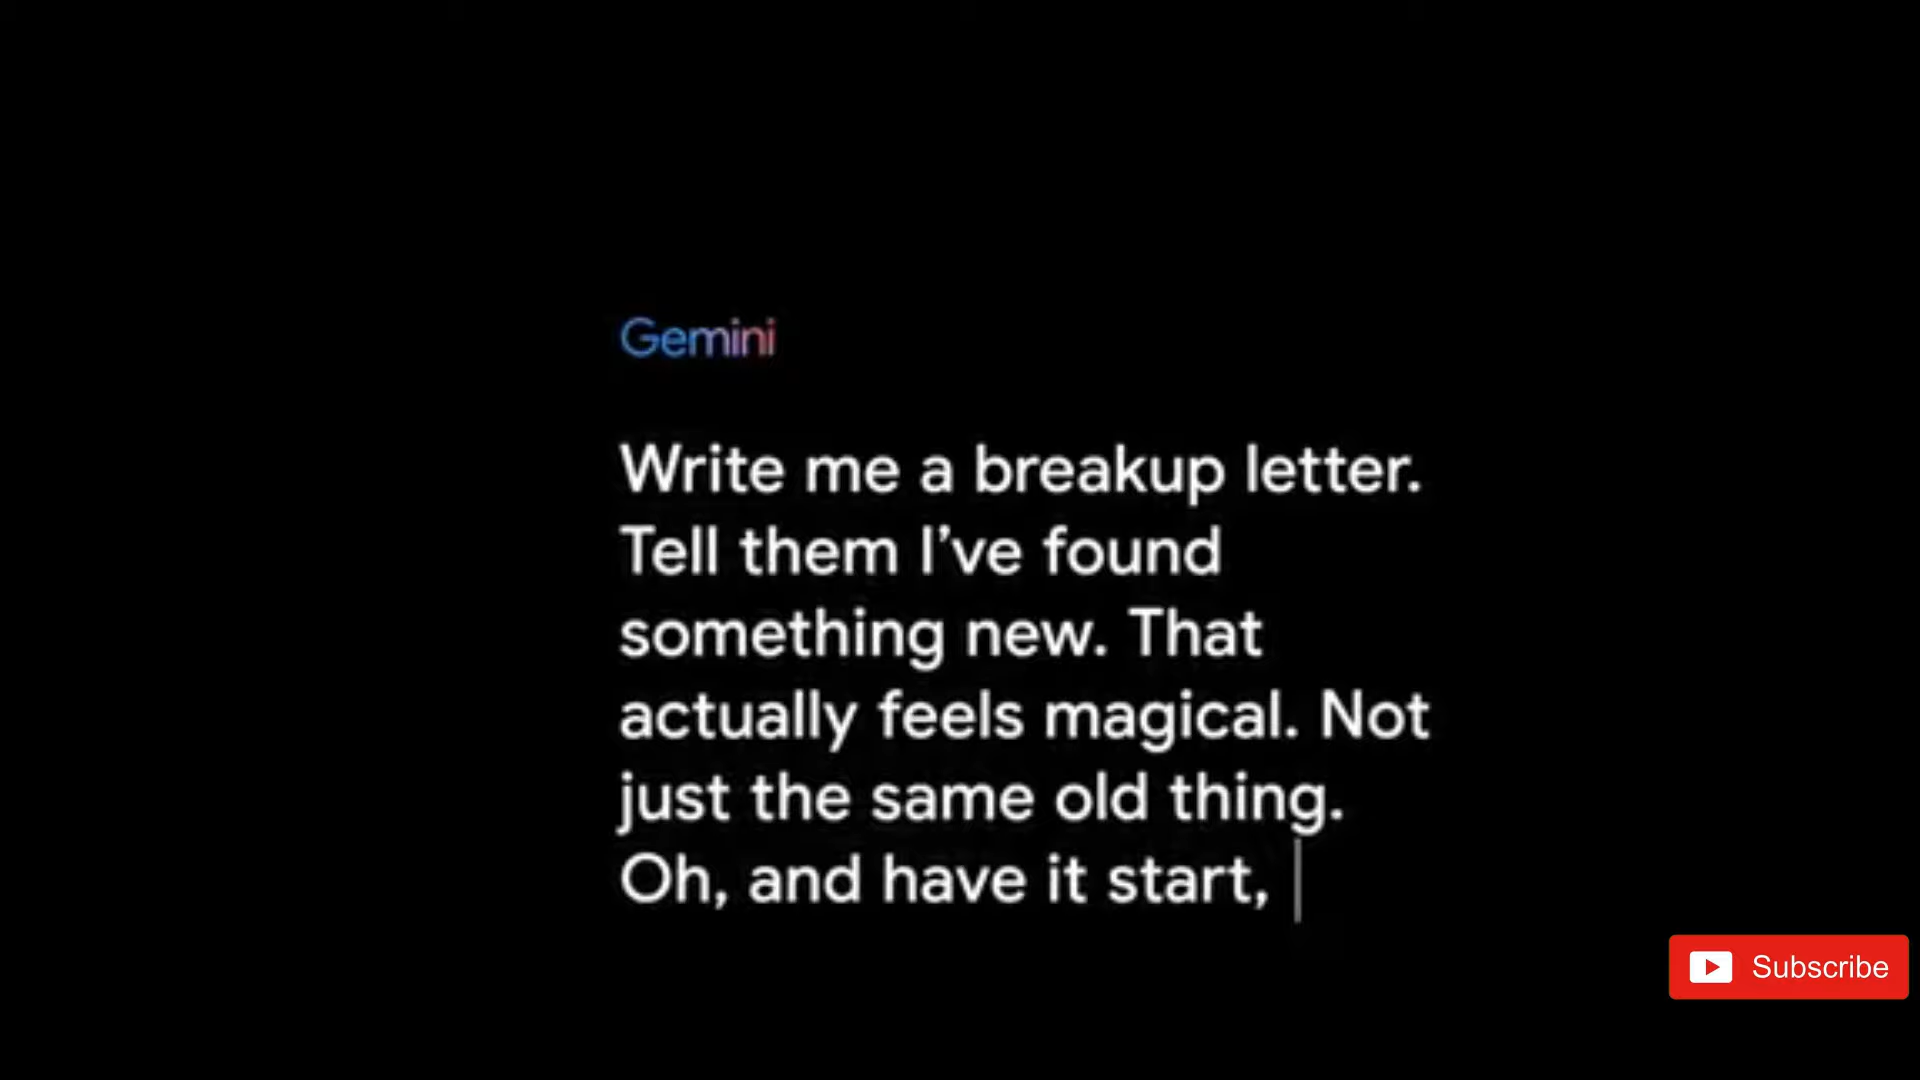 Gemini
Write me a breakup letter.
Tell them I’ve found
something new. That
actually feels magical. Not
just the same old thing.
Oh, and have it start,
Subscribe